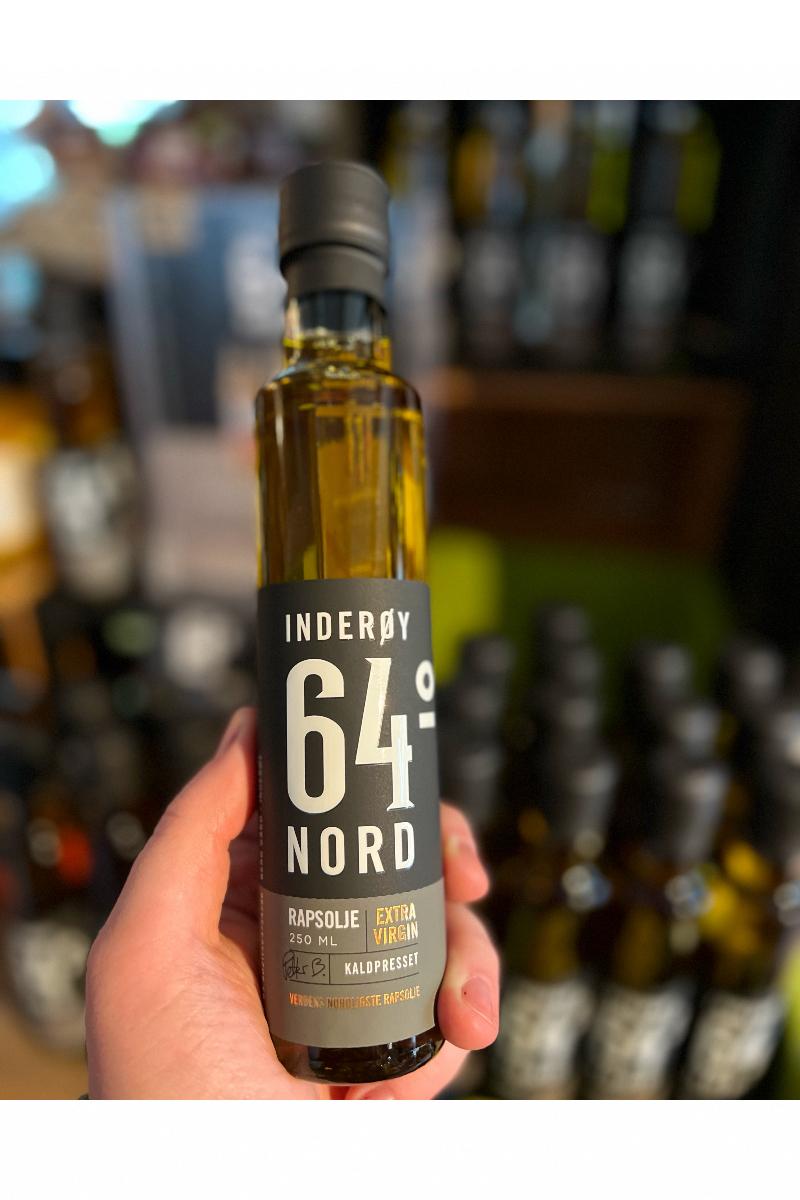 INDERØY
64°
NORD
RAPSOLJE
250 ML
EXTRA
VIRGIN
KALDPRESSET
VERDENS NORDLIGSTE RAPSOLJE